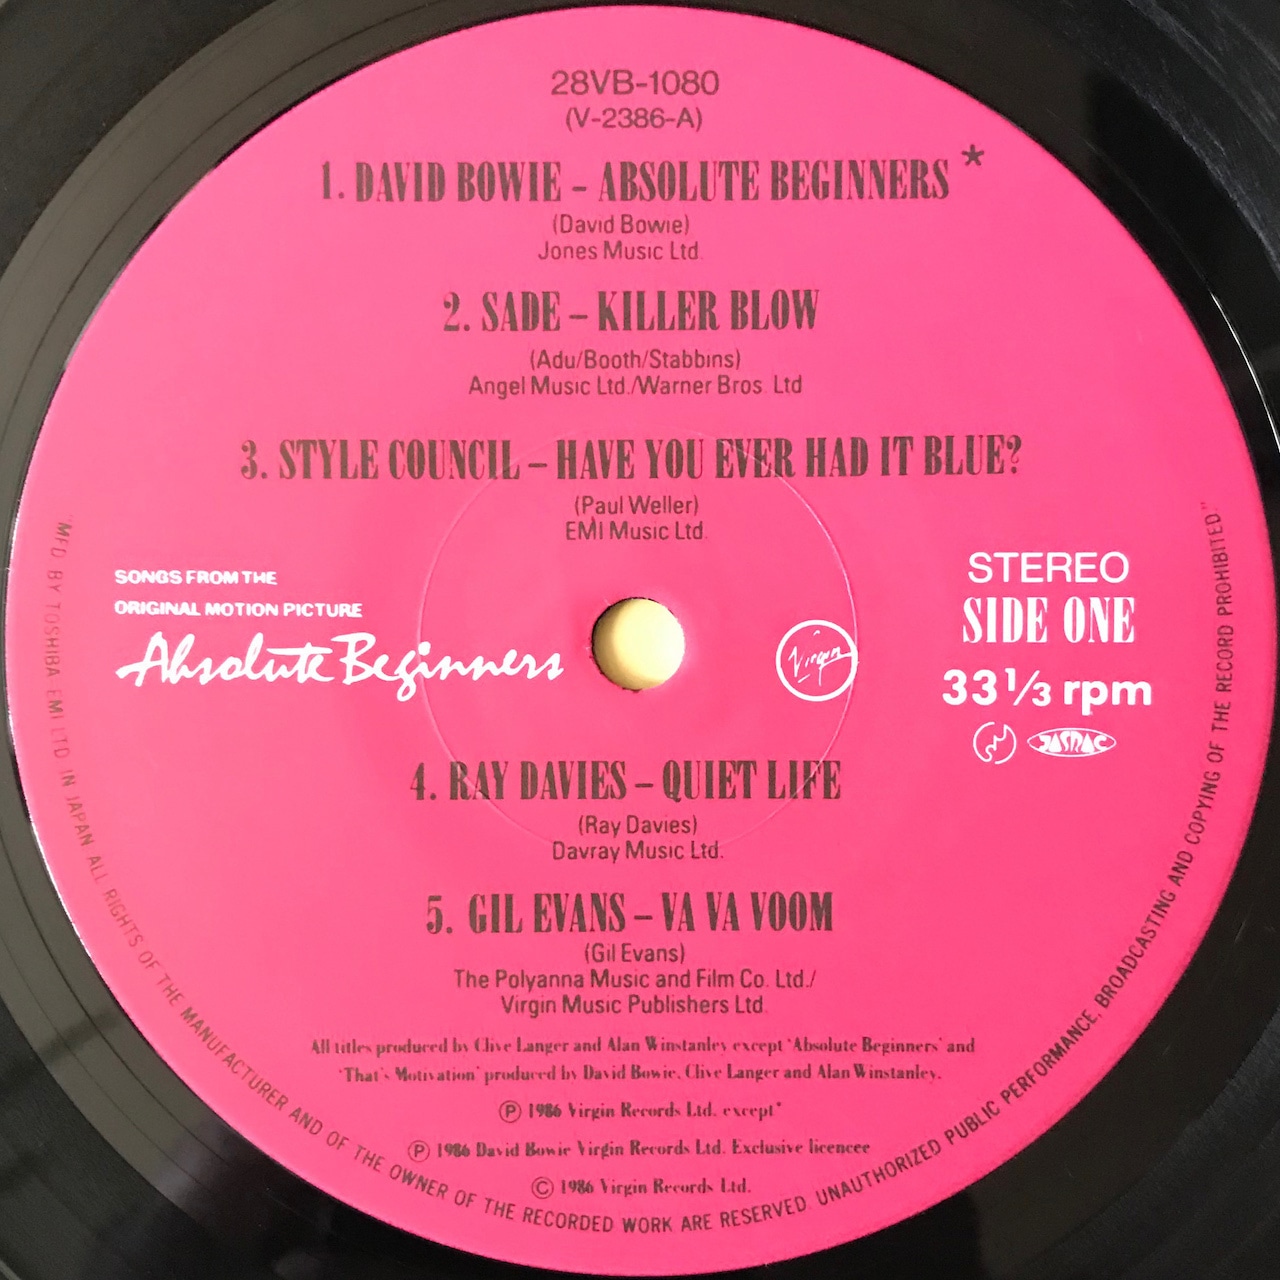 28VB-1080
(V-2386-A)
1. DAVID BOWIE – ABSOLUTE BEGINNERS *
(David Bowie)
Jones Music Ltd.
2. SADE – KILLER BLOW
(Adu/Booth/Stabbins)
Angel Music Ltd./Warner Bros. Ltd
3. STYLE COUNCIL – HAVE YOU EVER HAD IT BLUE?
(Paul Weller)
EMI Music Ltd.
SONGS FROM THE
ORIGINAL MOTION PICTURE
Absolute Beginners
Virgin
STEREO
SIDE ONE
33 1/3 rpm
JASRAC
4. RAY DAVIES – QUIET LIFE
(Ray Davies)
Davray Music Ltd.
5. GIL EVANS – VA VA VOOM
(Gil Evans)
The Polyanna Music and Film Co. Ltd./
Virgin Music Publishers Ltd.
All titles produced by Clive Langer and Alan Winstanley except 'Absolute Beginners' and
'That's Motivation' produced by David Bowie, Clive Langer and Alan Winstanley.
Ⓟ 1986 Virgin Records Ltd. except*
Ⓟ 1986 David Bowie Virgin Records Ltd. Exclusive licencee
© 1986 Virgin Records Ltd.
"MFD BY TOSHIBA EMI LTD IN JAPAN ALL RIGHTS OF THE MANUFACTURER AND OF THE OWNER OF THE RECORDED WORK ARE RESERVED. UNAUTHORIZED PUBLIC PERFORMANCE, BROADCASTING AND COPYING OF THE RECORD PROHIBITED."